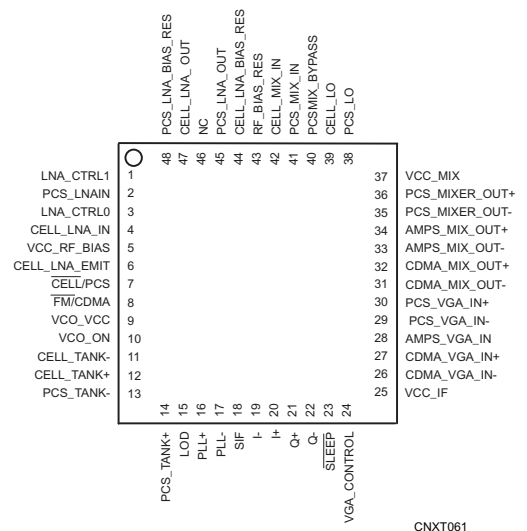 PCS_LNA_BIAS_RES
CELL_LNA_ OUT
NC
PCS_LNA_OUT
CELL_LNA_BIAS_RES
RF_BIAS_RES
CELL_MIX_IN
PCS_MIX_IN
PCSMIX_BYPASS
CELL_LO
PCS_LO
48
47
46
45
44
43
42
41
40
39
38
LNA_CTRL1 1
PCS_LNAIN 2
LNA_CTRL0 3
CELL_LNA_IN 4
VCC_RF_BIAS 5
CELL_LNA_EMIT 6
CELL/PCS 7
FM/CDMA 8
VCO_VCC 9
VCO_ON 10
CELL_TANK- 11
CELL_TANK+ 12
PCS_TANK- 13
37 VCC_MIX
36 PCS_MIXER_OUT+
35 PCS_MIXER_OUT-
34 AMPS_MIX_OUT+
33 AMPS_MIX_OUT-
32 CDMA_MIX_OUT+
31 CDMA_MIX_OUT-
30 PCS_VGA_IN+
29 PCS_VGA_IN-
28 AMPS_VGA_IN
27 CDMA_VGA_IN+
26 CDMA_VGA_IN-
25 VCC_IF
14
15
16
17
18
19
20
21
22
23
24
PCS_TANK+
LOD
PLL+
PLL-
SIF
I-
I+
Q+
Q-
SLEEP
VGA_CONTROL
CNXT061